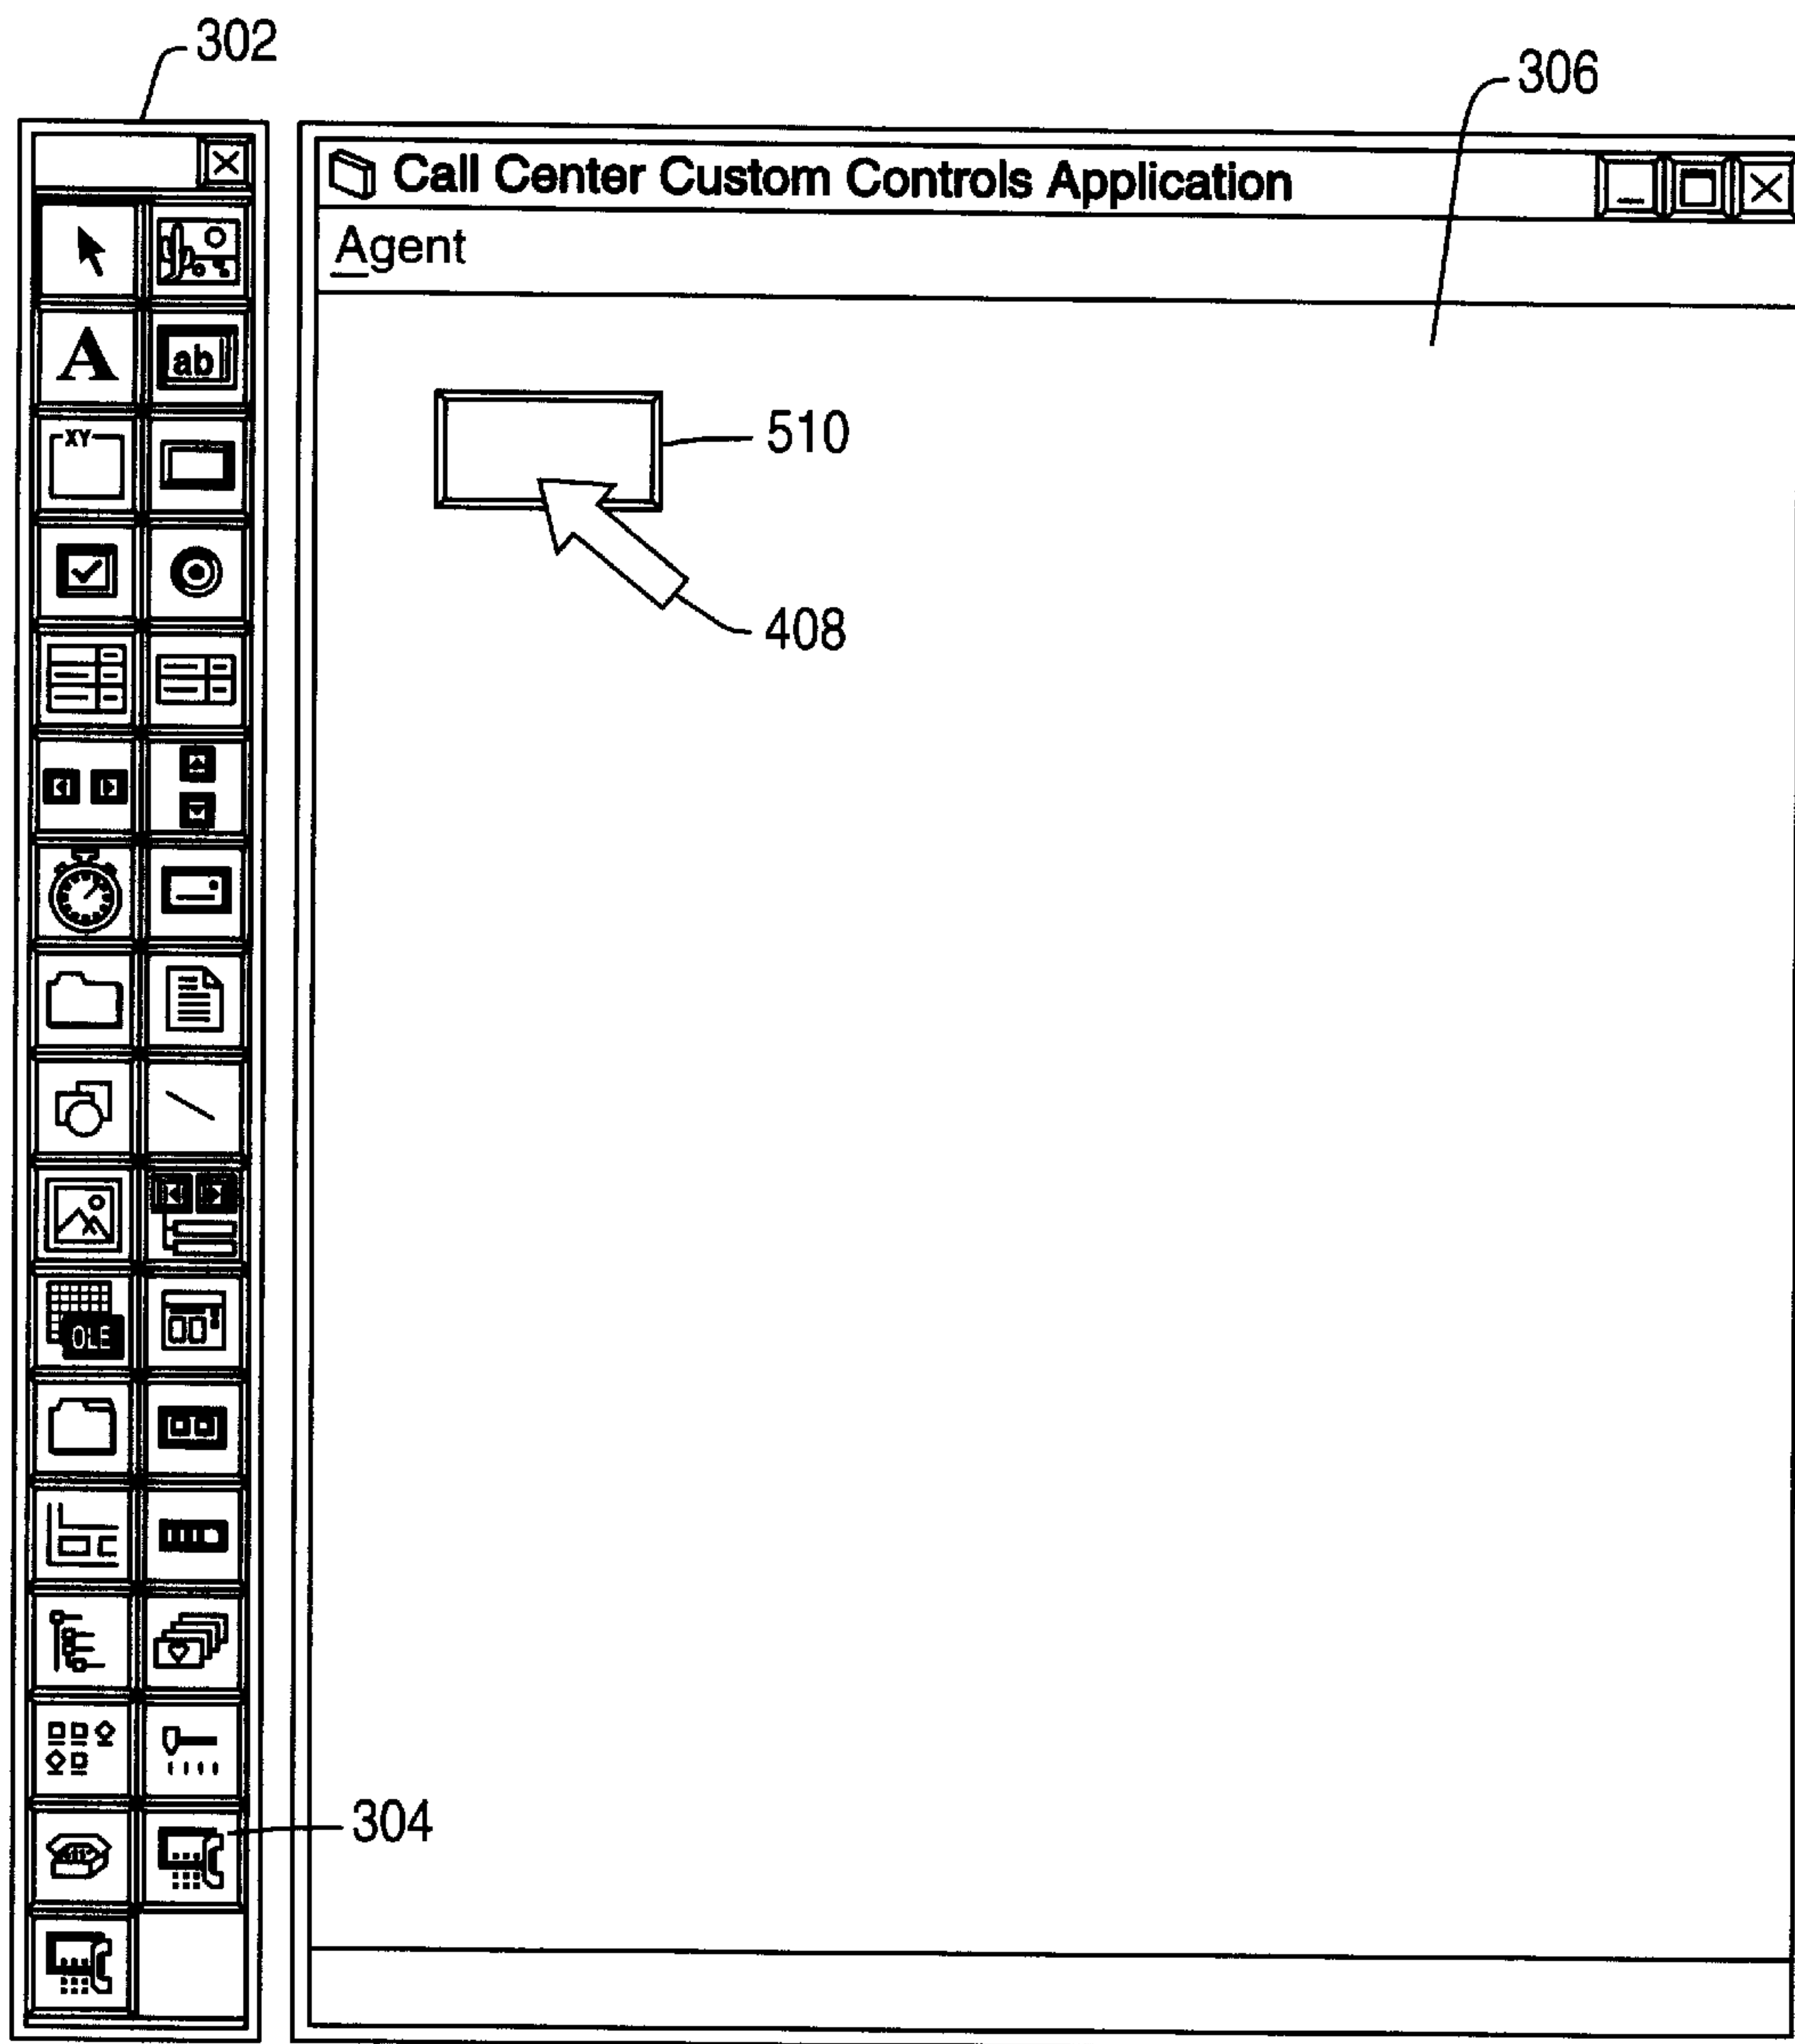 302
306
Call Center Custom Controls Application
Agent
A
ab
XY
510
408
OLE
304